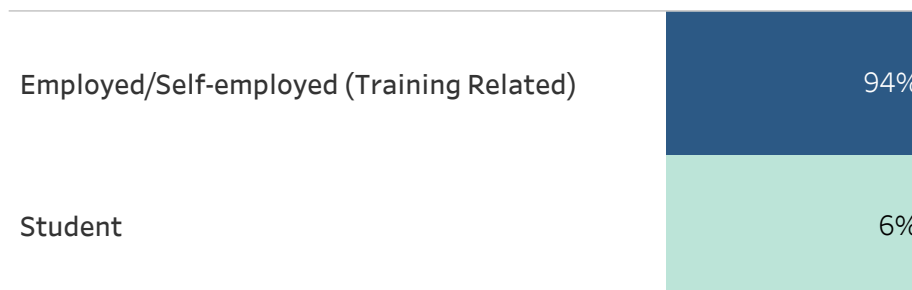 Employed/Self-employed (Training Related) 94%
Student 6%